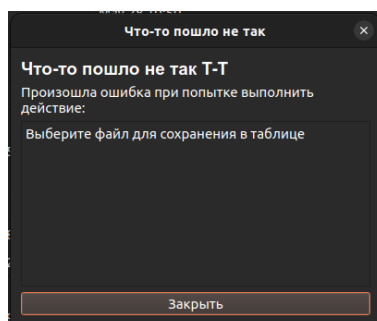 Что-то пошло не так
Что-то пошло не так Т-Т
Произошла ошибка при попытке выполнить
действие:
Выберите файл для сохранения в таблице
Закрыть